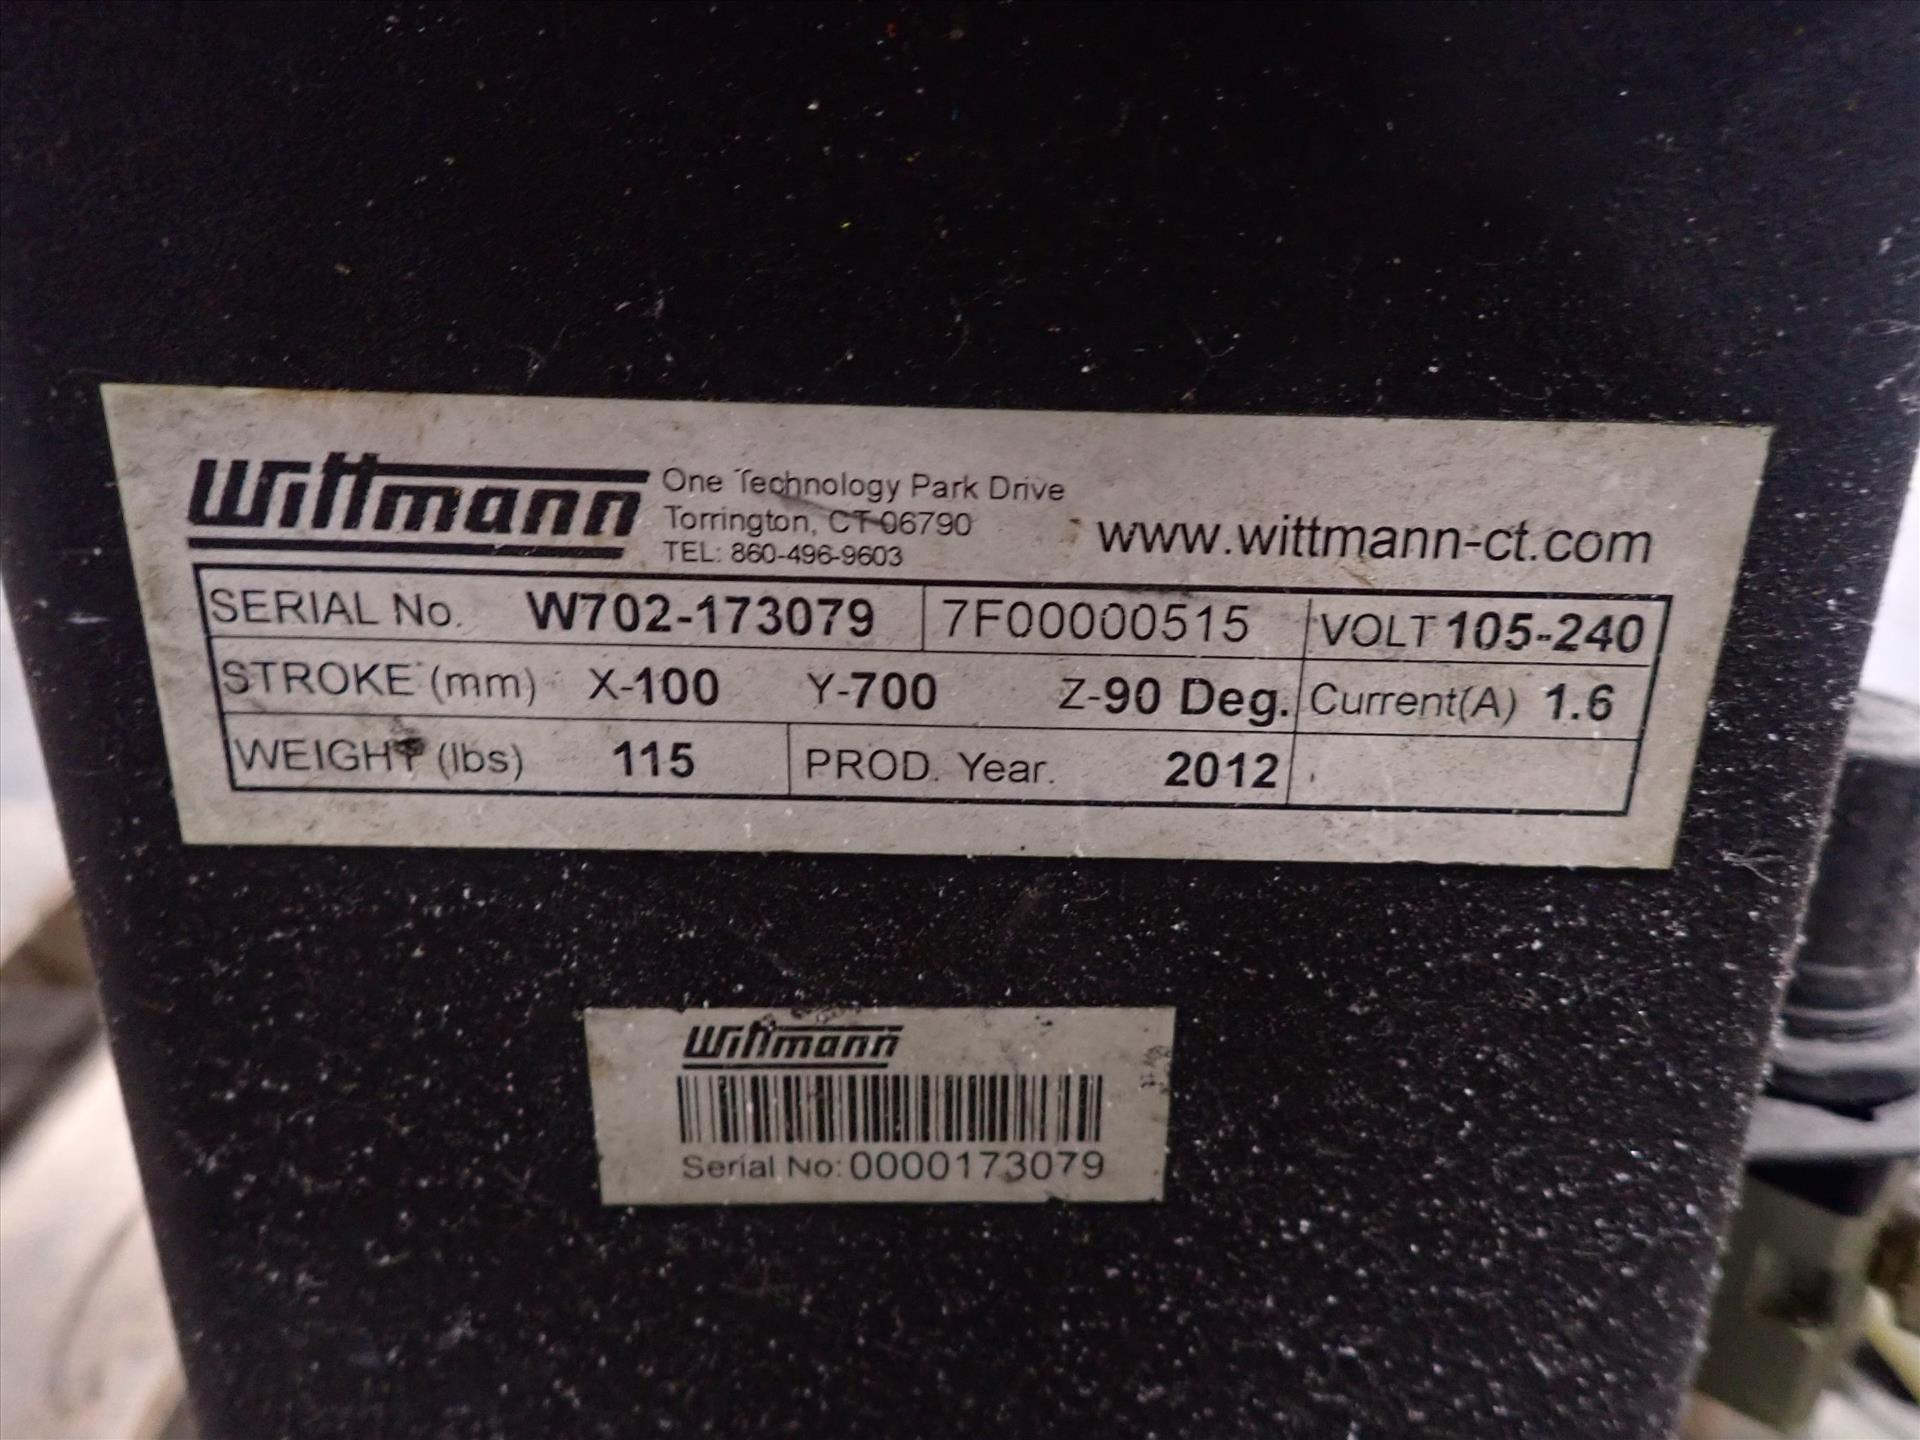 Wittmann
One Technology Park Drive
Torrington, CT 06790
TEL: 860-496-9603
www.wittmann-ct.com
SERIAL No. W702-173079 7F00000515 VOLT 105-240
STROKE (mm) X-100 Y-700 Z-90 Deg. Current(A) 1.6
WEIGHT (lbs) 115 PROD. Year. 2012
Wittmann
Serial No: 0000173079